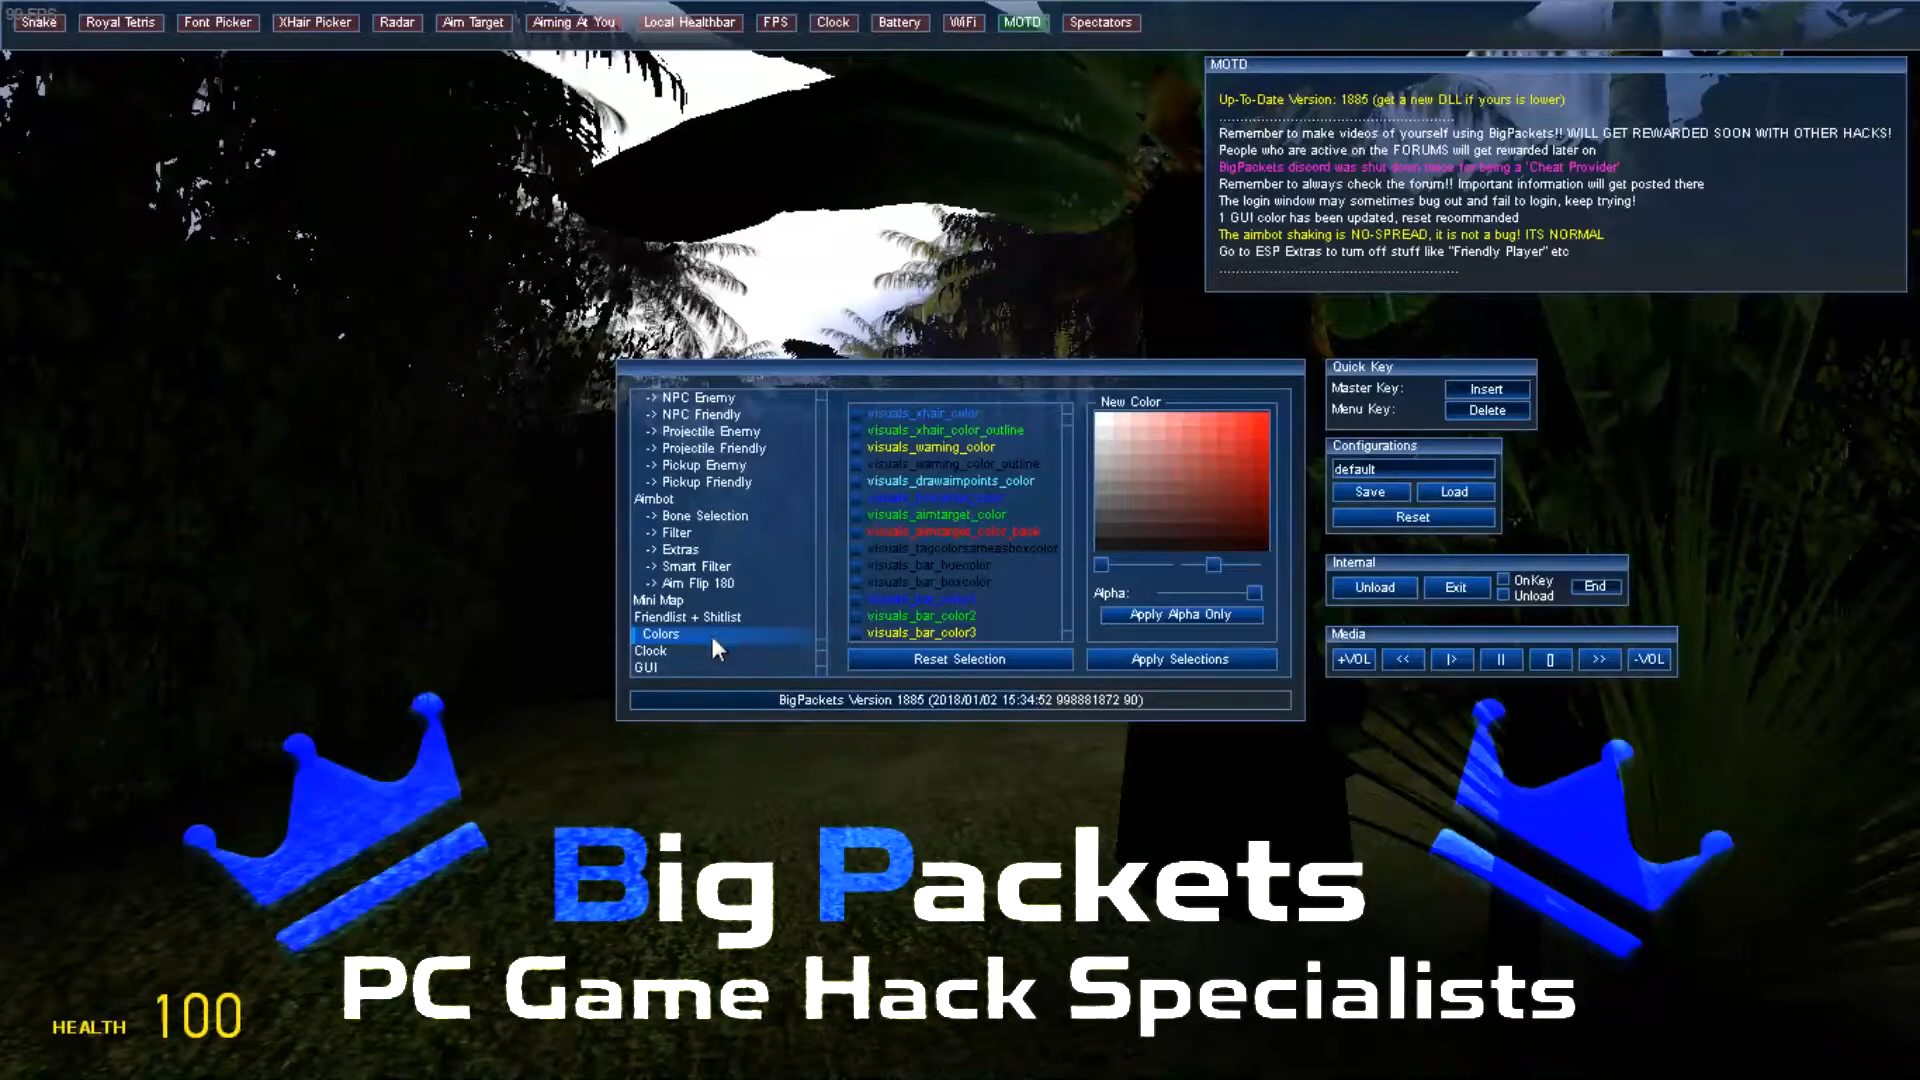 99 FPS
Snake
Royal Tetris
Font Picker
XHair Picker
Radar
Aim Target
Aiming At You
Local Healthbar
FPS
Clock
Battery
WiFi
MOTD
Spectators
MOTD
Up-To-Date Version: 1885 (get a new DLL if yours is lower)
Remember to make videos of yourself using BigPackets!! WILL GET REWARDED SOON WITH OTHER HACKS!
People who are active on the FORUMS will get rewarded later on
BigPackets discord was shut down twice for being a 'Cheat Provider'
Remember to always check the forum!! Important information will get posted there
The login window may sometimes bug out and fail to login, keep trying!
1 GUI color has been updated, reset recommanded
The aimbot shaking is NO-SPREAD, it is not a bug! ITS NORMAL
Go to ESP Extras to turn off stuff like "Friendly Player" etc
-> NPC Enemy
-> NPC Friendly
-> Projectile Enemy
-> Projectile Friendly
-> Pickup Enemy
-> Pickup Friendly
Aimbot
-> Bone Selection
-> Filter
-> Extras
-> Smart Filter
-> Aim Flip 180
Mini Map
Friendlist + Shitlist
Colors
Clock
GUI
visuals_xhair_color
visuals_xhair_color_outline
visuals_warning_color
visuals_warning_color_outline
visuals_drawaimpoints_color
visuals_aimtarget_color
visuals_aimtarget_color_back
visuals_tagcolorsameasboxcolor
visuals_bar_huecolor
visuals_bar_boxcolor
visuals_bar_color1
visuals_bar_color2
visuals_bar_color3
Reset Selection
New Color
Alpha:
Apply Alpha Only
Apply Selections
BigPackets Version 1885 (2018/01/02 15:34:52 998881872 90)
Quick Key
Master Key: Insert
Menu Key: Delete
Configurations
default
Save Load
Reset
Internal
Unload Exit OnKey Unload End
Media
+VOL << |> || [] >> -VOL
Big Packets
PC Game Hack Specialists
HEALTH 100